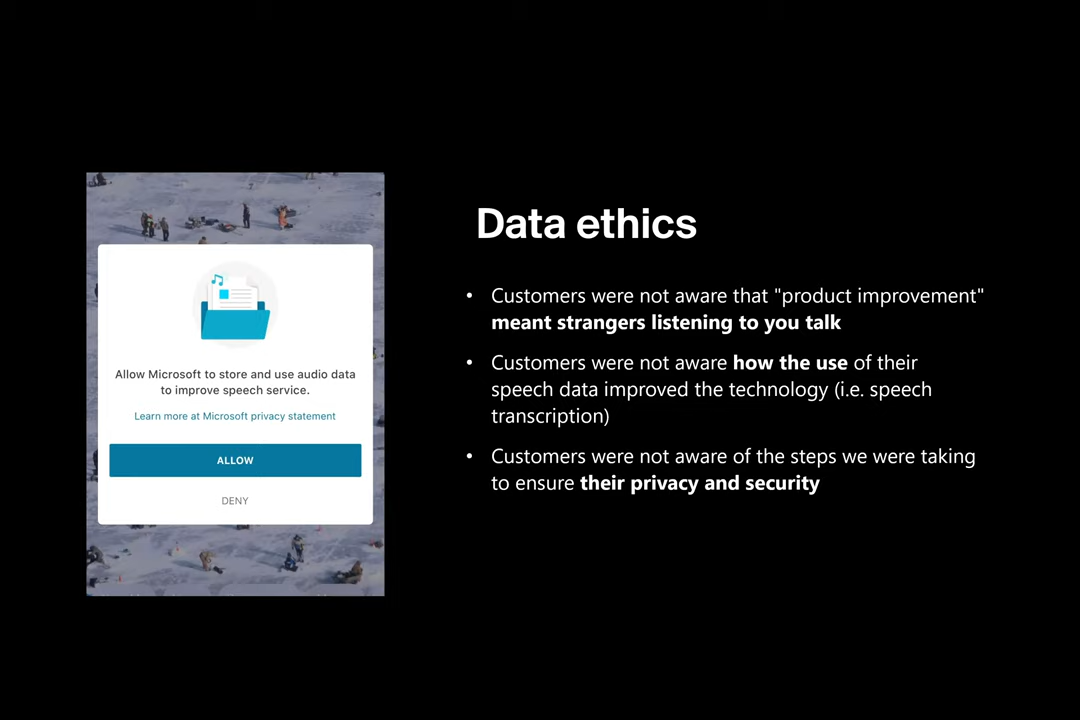 Allow Microsoft to store and use audio data
to improve speech service.
Learn more at Microsoft privacy statement
ALLOW
DENY
Data ethics
• Customers were not aware that "product improvement"
meant strangers listening to you talk
• Customers were not aware how the use of their
speech data improved the technology (i.e. speech
transcription)
• Customers were not aware of the steps we were taking
to ensure their privacy and security